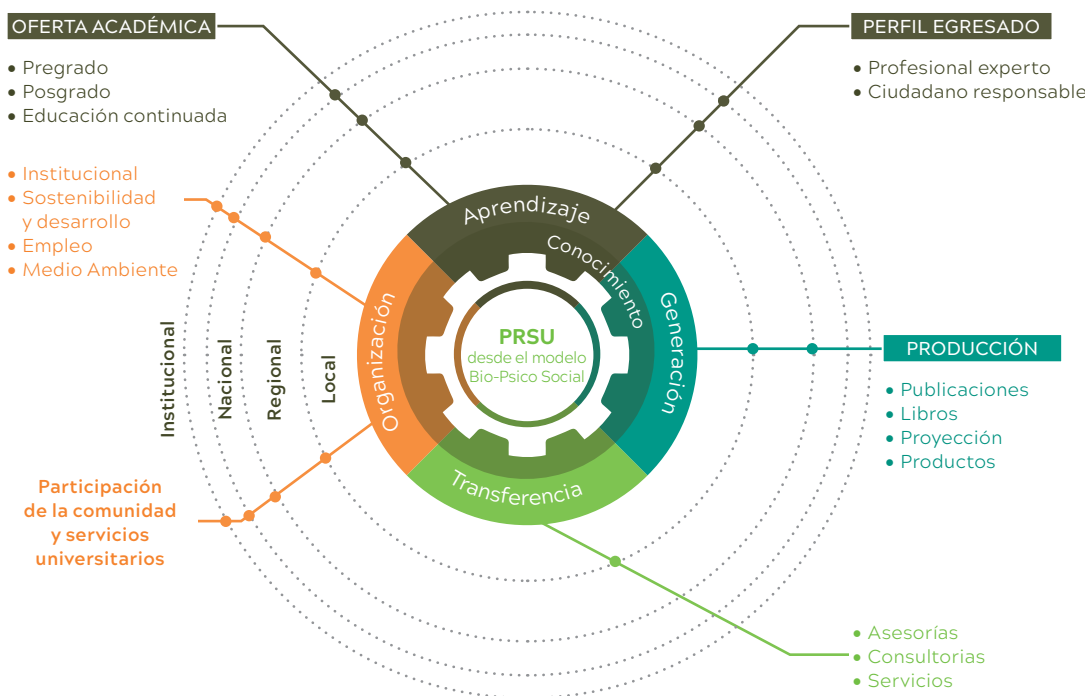 OFERTA ACADÉMICA
• Pregrado
• Posgrado
• Educación continuada
PERFIL EGRESADO
• Profesional experto
• Ciudadano responsable
• Institucional
• Sostenibilidad
y desarrollo
• Empleo
• Medio Ambiente
Aprendizaje
Conocimiento
Generación
Organización
Transferencia
PRSU
desde el modelo
Bio-Psico Social
Institucional
Nacional
Regional
Local
PRODUCCIÓN
• Publicaciones
• Libros
• Proyección
• Productos
Participación
de la comunidad
y servicios
universitarios
• Asesorías
• Consultorias
• Servicios